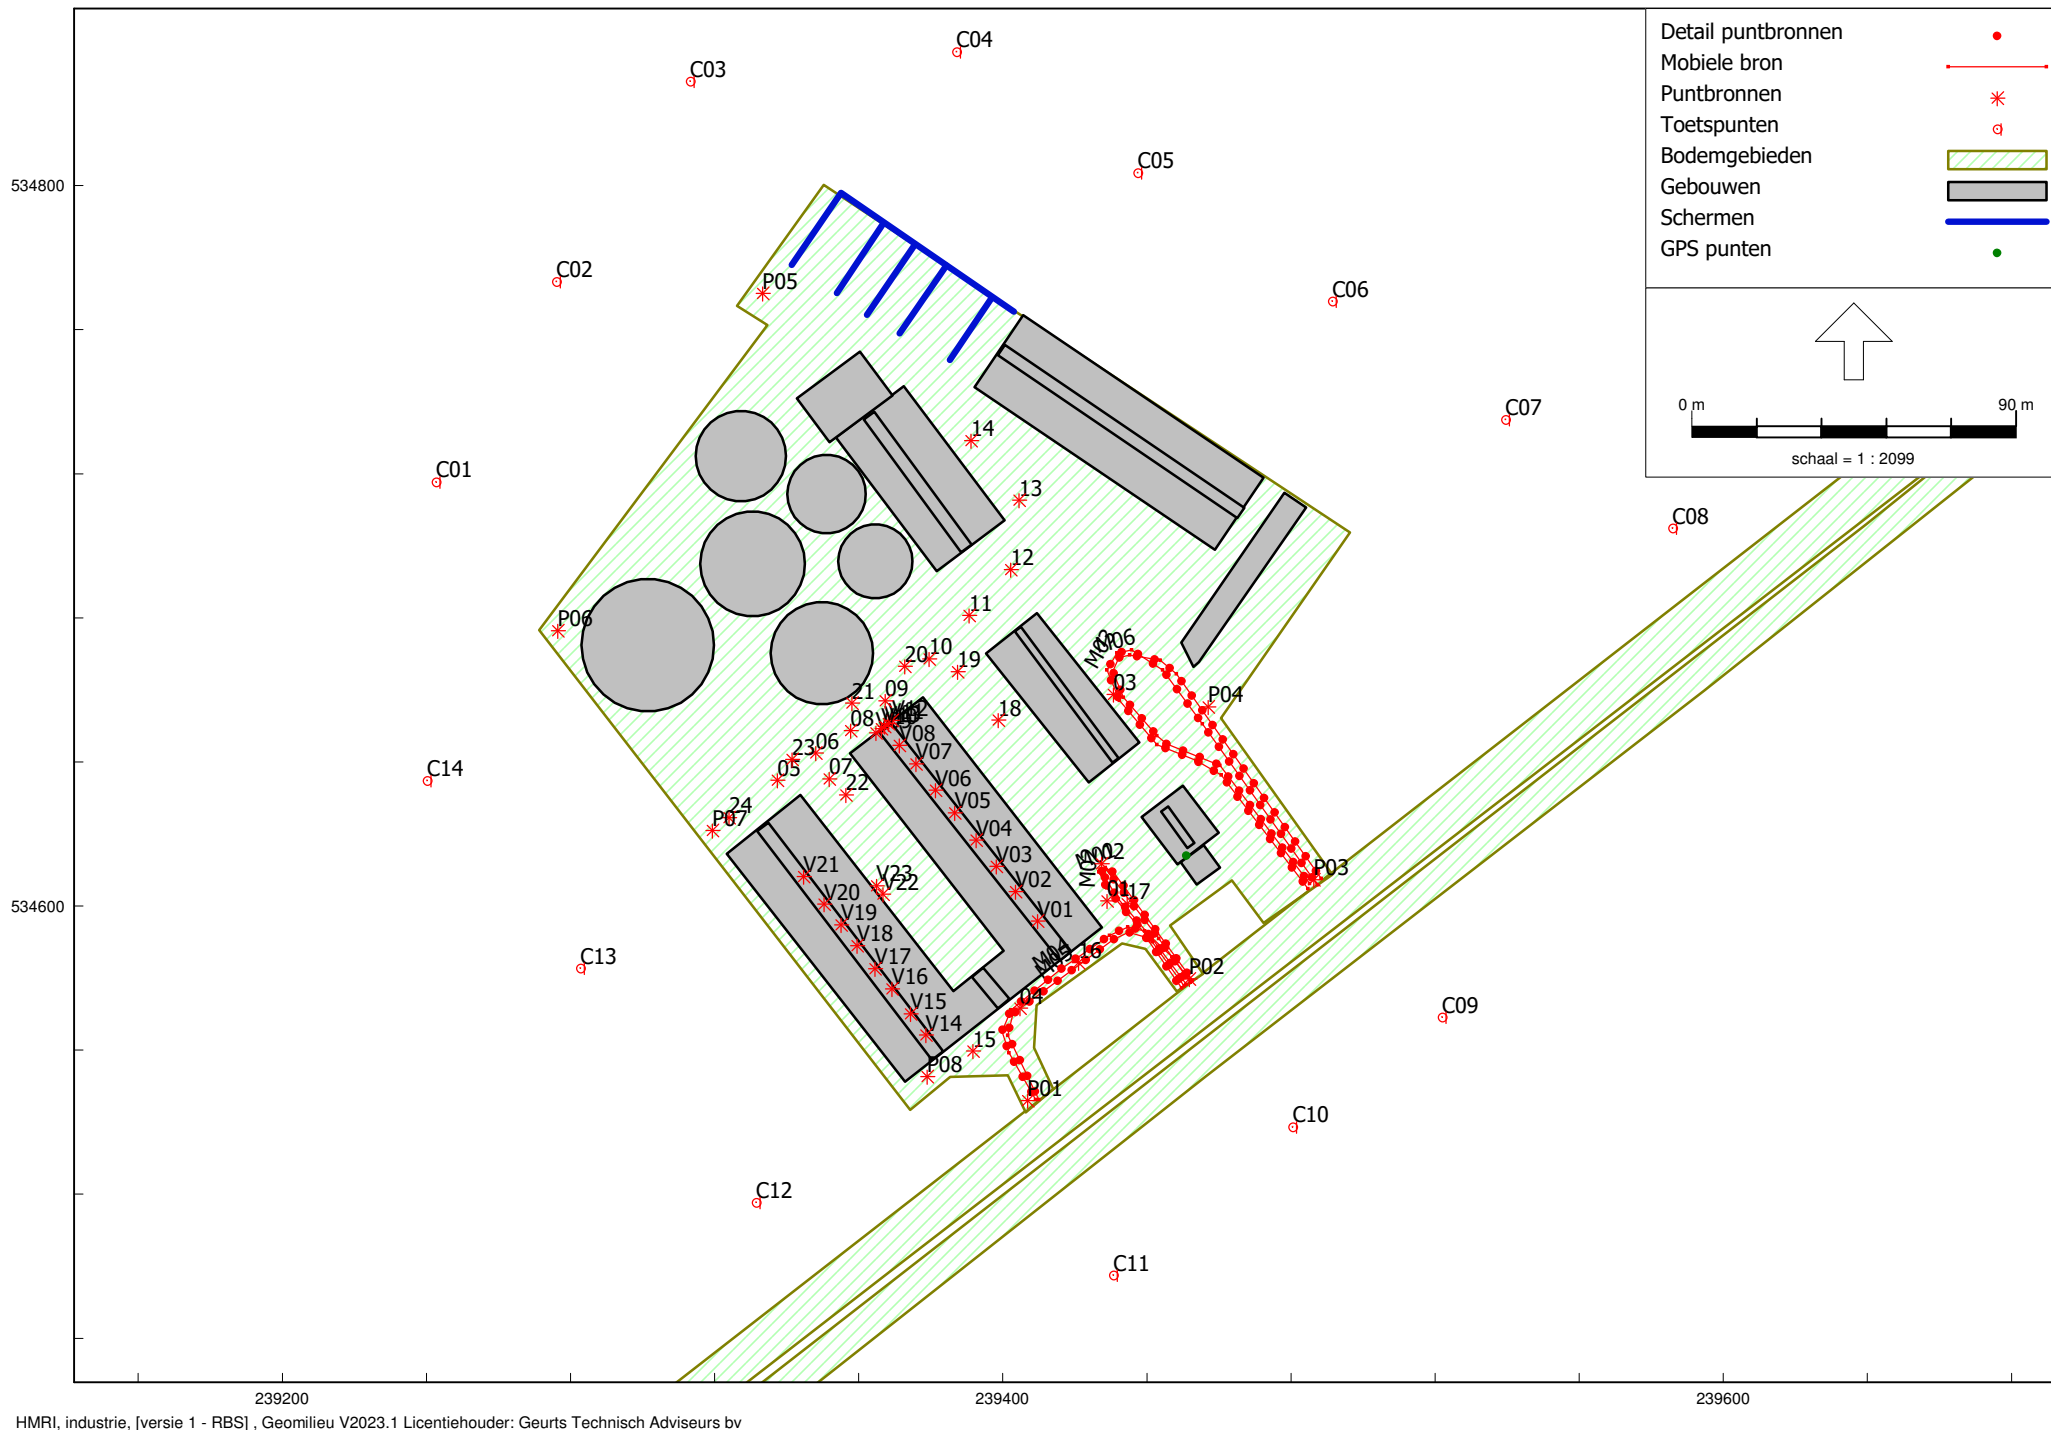 C04
C03
C05
C02
C06
C07
C01
C08
C14
C13
C09
C10
C12
C11
Detail puntbronnen
Mobiele bron
Puntbronnen
Toetspunten
Bodemgebieden
Gebouwen
Schermen
GPS punten
0 m
90 m
schaal = 1 : 2099
534800
534600
P05
14
13
12
11
P06
10
20
19
M06
03
P04
18
21
09
08
V08
V07
23
06
05
07
22
V06
V05
24
P07
V04
V03
V02
V01
V21
V20
V19
V18
V17
V16
V15
V14
V23
V22
02
01
17
P03
P02
16
04
15
P08
P01
239200
239400
239600
HMRI, industrie, [versie 1 - RBS] , Geomilieu V2023.1 Licentiehouder: Geurts Technisch Adviseurs bv